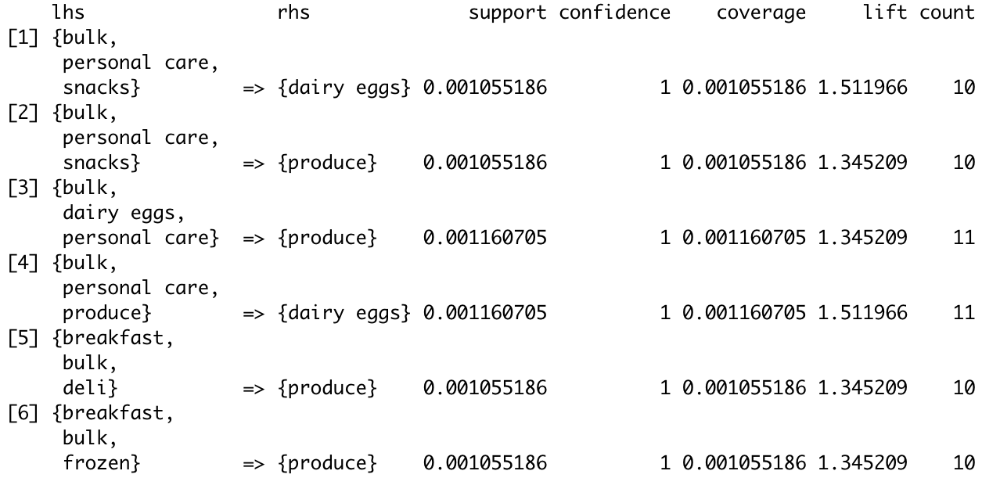 lhs rhs support confidence coverage lift count
[1] {bulk,
personal care,
snacks} => {dairy eggs} 0.001055186 1 0.001055186 1.511966 10
[2] {bulk,
personal care,
snacks} => {produce} 0.001055186 1 0.001055186 1.345209 10
[3] {bulk,
dairy eggs,
personal care} => {produce} 0.001160705 1 0.001160705 1.345209 11
[4] {bulk,
personal care,
produce} => {dairy eggs} 0.001160705 1 0.001160705 1.511966 11
[5] {breakfast,
bulk,
deli} => {produce} 0.001055186 1 0.001055186 1.345209 10
[6] {breakfast,
bulk,
frozen} => {produce} 0.001055186 1 0.001055186 1.345209 10